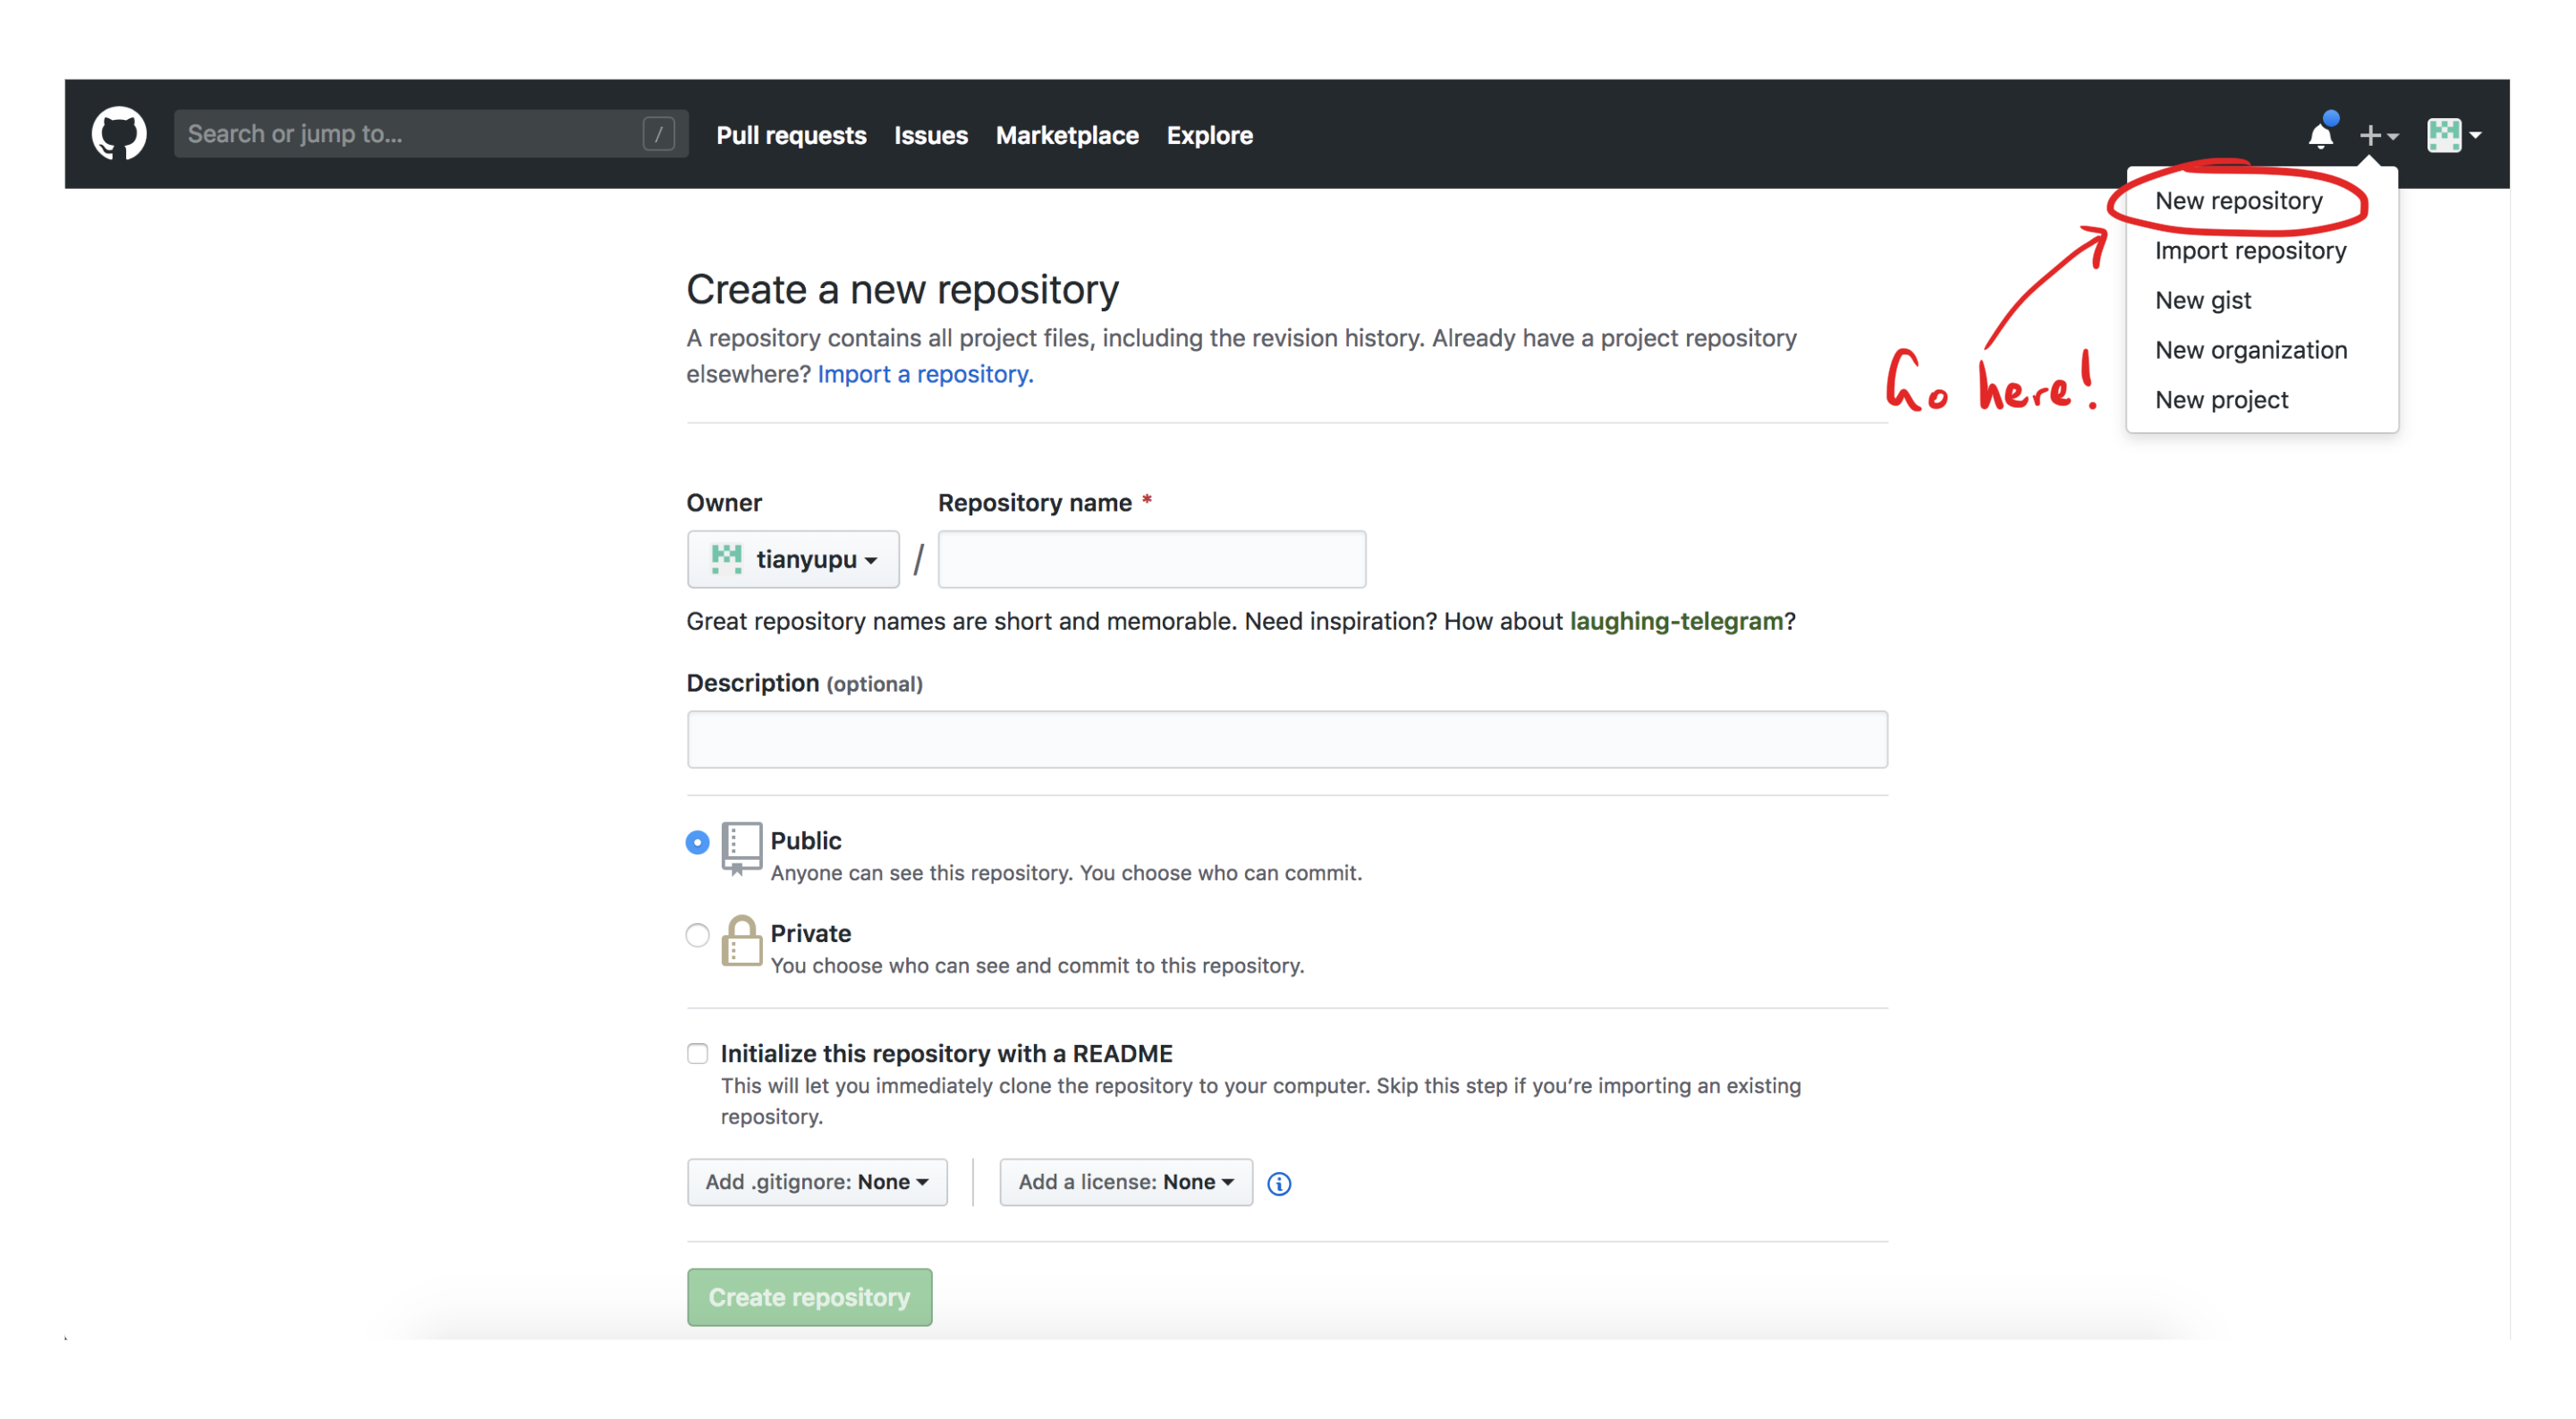 Search or jump to... /
Pull requests Issues Marketplace Explore
New repository
Import repository
New gist
New organization
New project
Go here!
Create a new repository
A repository contains all project files, including the revision history. Already have a project repository
elsewhere? Import a repository.
Owner Repository name *
tianyupu /
Great repository names are short and memorable. Need inspiration? How about laughing-telegram?
Description (optional)
Public
Anyone can see this repository. You choose who can commit.
Private
You choose who can see and commit to this repository.
Initialize this repository with a README
This will let you immediately clone the repository to your computer. Skip this step if you’re importing an existing
repository.
Add .gitignore: None Add a license: None
Create repository